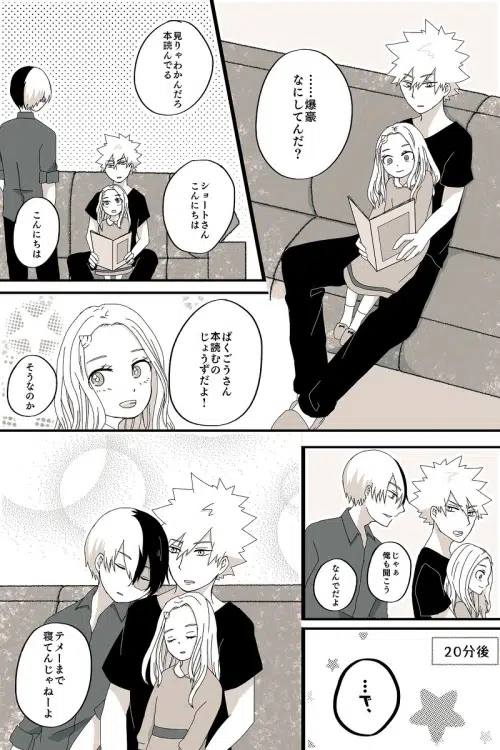 ……爆豪
なにしてんだ？
見りゃわかんだろ
本読んでる
ショートさん
こんにちは
こんにちは
ばくごうさん
本読むの
じょうずだよ！
そうなのか
じゃあ
俺も聞こう
なんでだよ
20分後
…で、
テメーまで
寝てんじゃねーよ